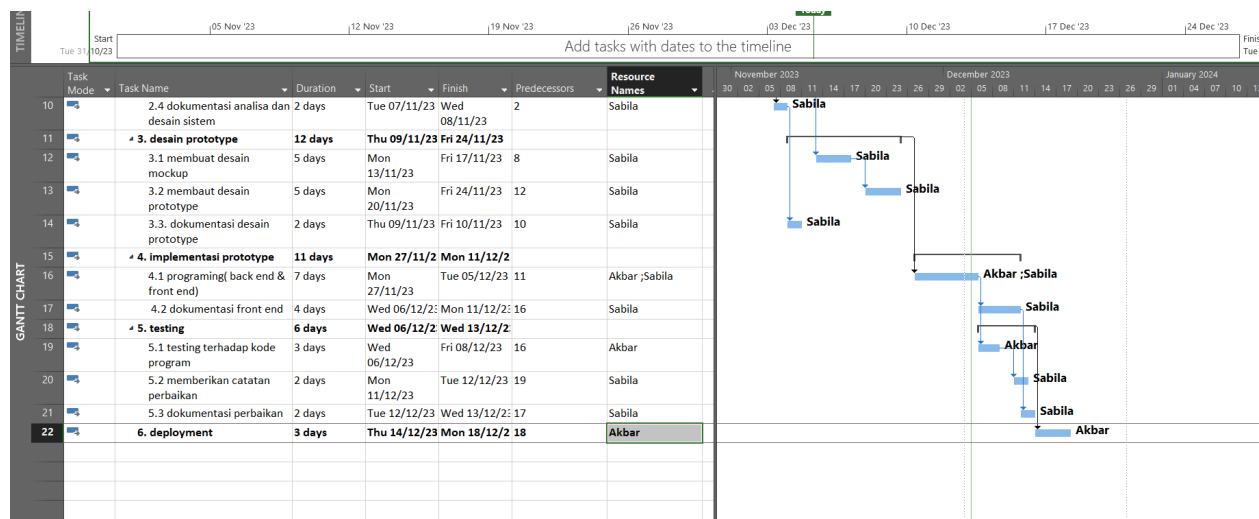 Today
05 Nov '23 12 Nov '23 19 Nov '23 26 Nov '23 03 Dec '23 10 Dec '23 17 Dec '23 24 Dec '23
TIMELIN
Start
Tue 31/10/23
Add tasks with dates to the timeline
Finis
Tue
GANTT CHART
Task Mode Task Name Duration Start Finish Predecessors Resource Names
November 2023 December 2023 January 2024
30 02 05 08 11 14 17 20 23 26 29 02 05 08 11 14 17 20 23 26 29 01 04 07 10 1
10 2.4 dokumentasi analisa dan desain sistem 2 days Tue 07/11/23 Wed 08/11/23 2 Sabila
11 3. desain prototype 12 days Thu 09/11/23 Fri 24/11/23
12 3.1 membuat desain mockup 5 days Mon 13/11/23 Fri 17/11/23 8 Sabila
13 3.2 membaut desain prototype 5 days Mon 20/11/23 Fri 24/11/23 12 Sabila
14 3.3. dokumentasi desain prototype 2 days Thu 09/11/23 Fri 10/11/23 10 Sabila
15 4. implementasi prototype 11 days Mon 27/11/2 Mon 11/12/2
16 4.1 programing( back end & front end) 7 days Mon 27/11/23 Tue 05/12/23 11 Akbar ;Sabila
17 4.2 dokumentasi front end 4 days Wed 06/12/23 Mon 11/12/23 16 Sabila
18 5. testing 6 days Wed 06/12/2 Wed 13/12/2
19 5.1 testing terhadap kode program 3 days Wed 06/12/23 Fri 08/12/23 16 Akbar
20 5.2 memberikan catatan perbaikan 2 days Mon 11/12/23 Tue 12/12/23 19 Sabila
21 5.3 dokumentasi perbaikan 2 days Tue 12/12/23 Wed 13/12/23 17 Sabila
22 6. deployment 3 days Thu 14/12/23 Mon 18/12/2 18 Akbar
Sabila
Sabila
Sabila
Sabila
Akbar ;Sabila
Sabila
Akbar
Sabila
Sabila
Akbar